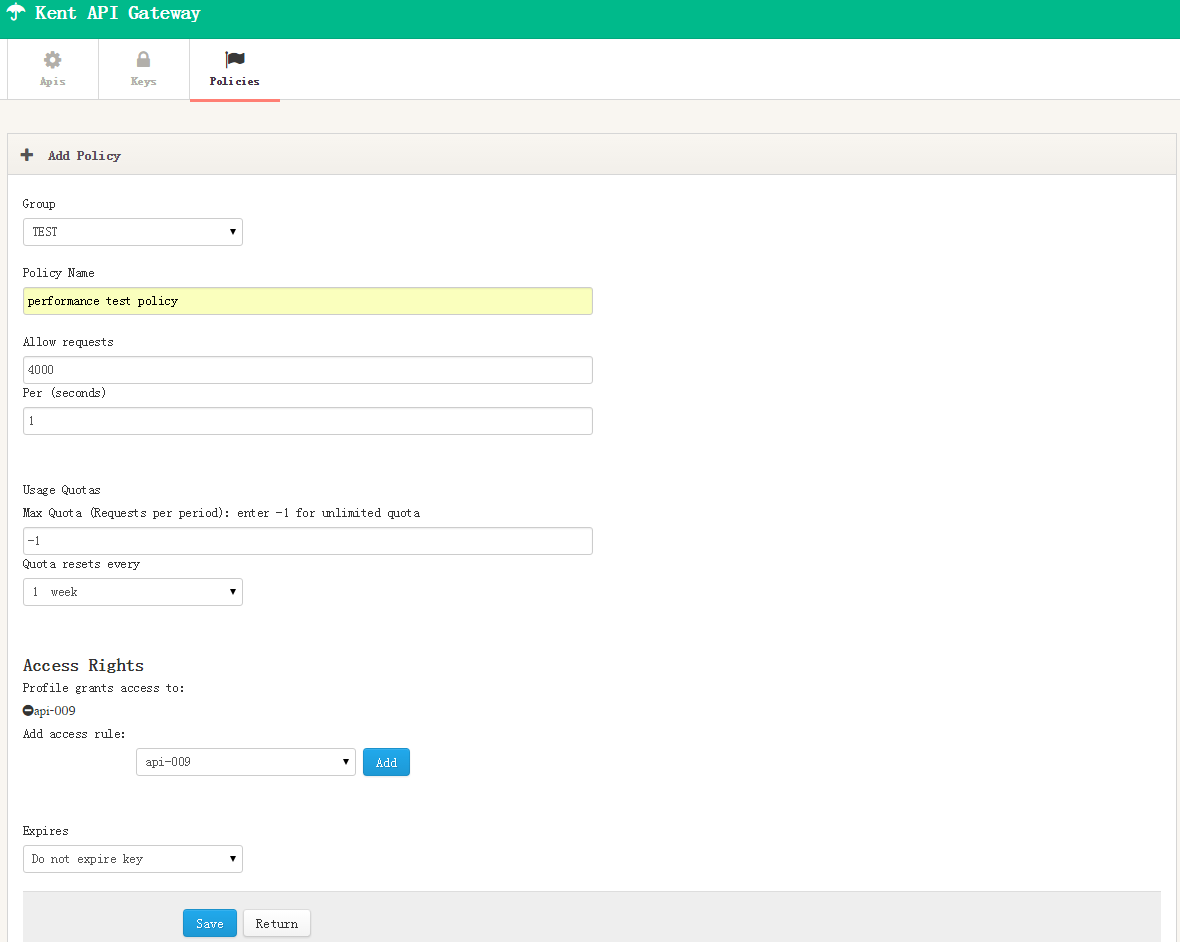 Kent API Gateway
Apis
Keys
Policies
Add Policy
Group
TEST
Policy Name
performance test policy
Allow requests
4000
Per (seconds)
1
Usage Quotas
Max Quota (Requests per period): enter -1 for unlimited quota
-1
Quota resets every
1 week
Access Rights
Profile grants access to:
api-009
Add access rule:
api-009 Add
Expires
Do not expire key
Save Return